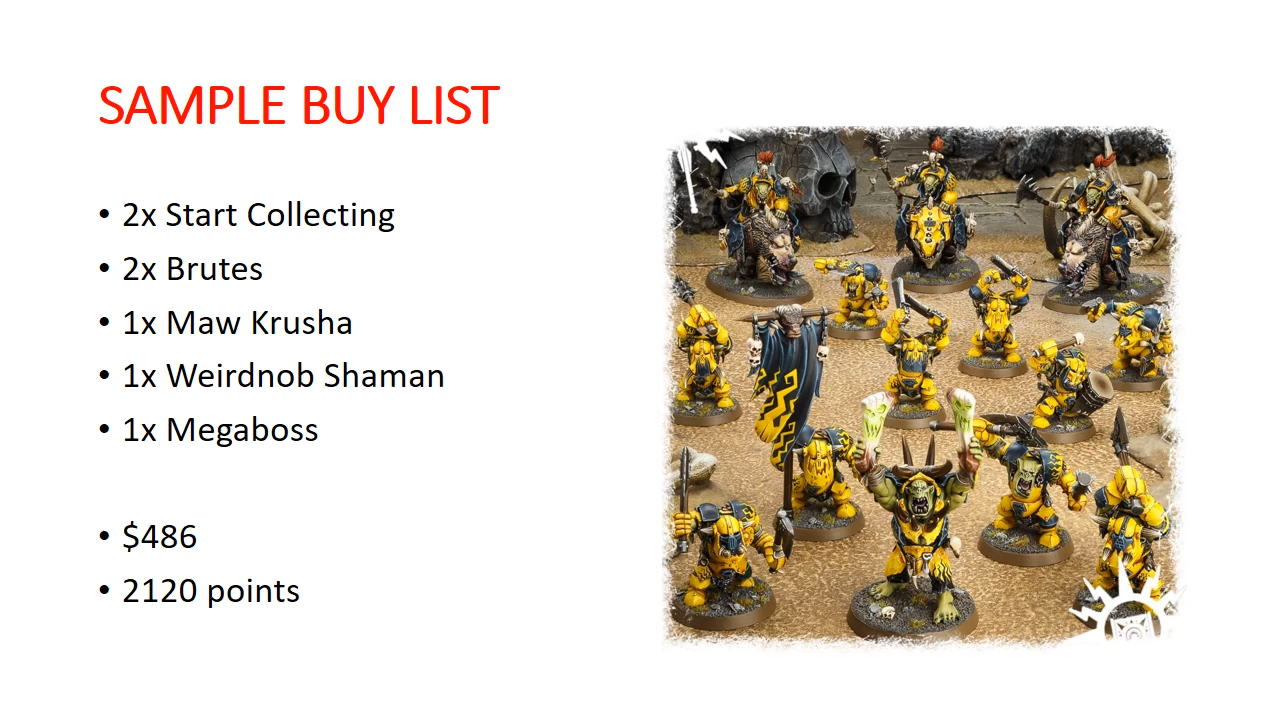 SAMPLE BUY LIST
• 2x Start Collecting
• 2x Brutes
• 1x Maw Krusha
• 1x Weirdnob Shaman
• 1x Megaboss
• $486
• 2120 points